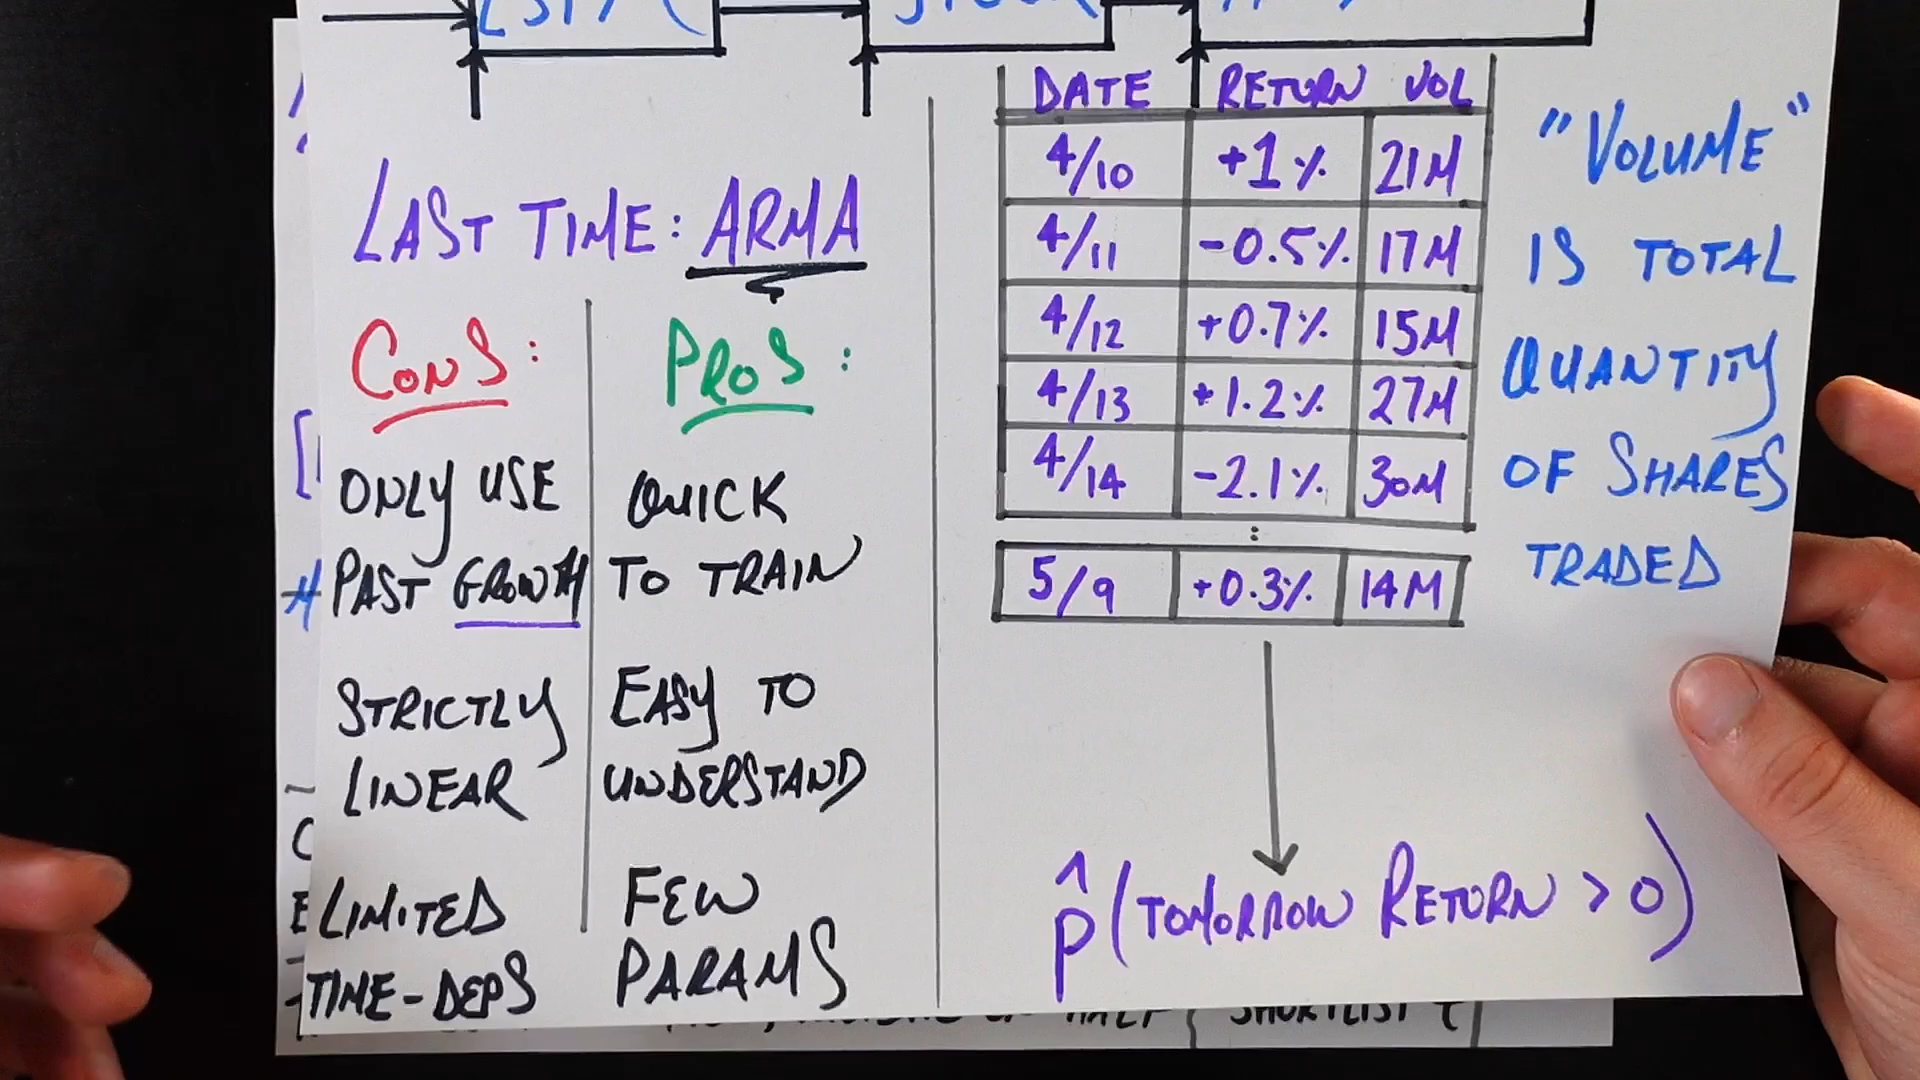 LAST TIME: ARMA
CONS:
ONLY USE
PAST GROWTH
STRICTLY
LINEAR
LIMITED
TIME-DEPS
PROS:
QUICK
TO TRAIN
EASY TO
UNDERSTAND
FEW
PARAMS
DATE RETURN VOL
4/10 +1% 21M
4/11 -0.5% 17M
4/12 +0.7% 15M
4/13 +1.2% 27M
4/14 -2.1% 30M
:
5/9 +0.3% 14M
p̂(TOMORROW RETURN > 0)
"VOLUME"
IS TOTAL
QUANTITY
OF SHARES
TRADED
SHORTLIST